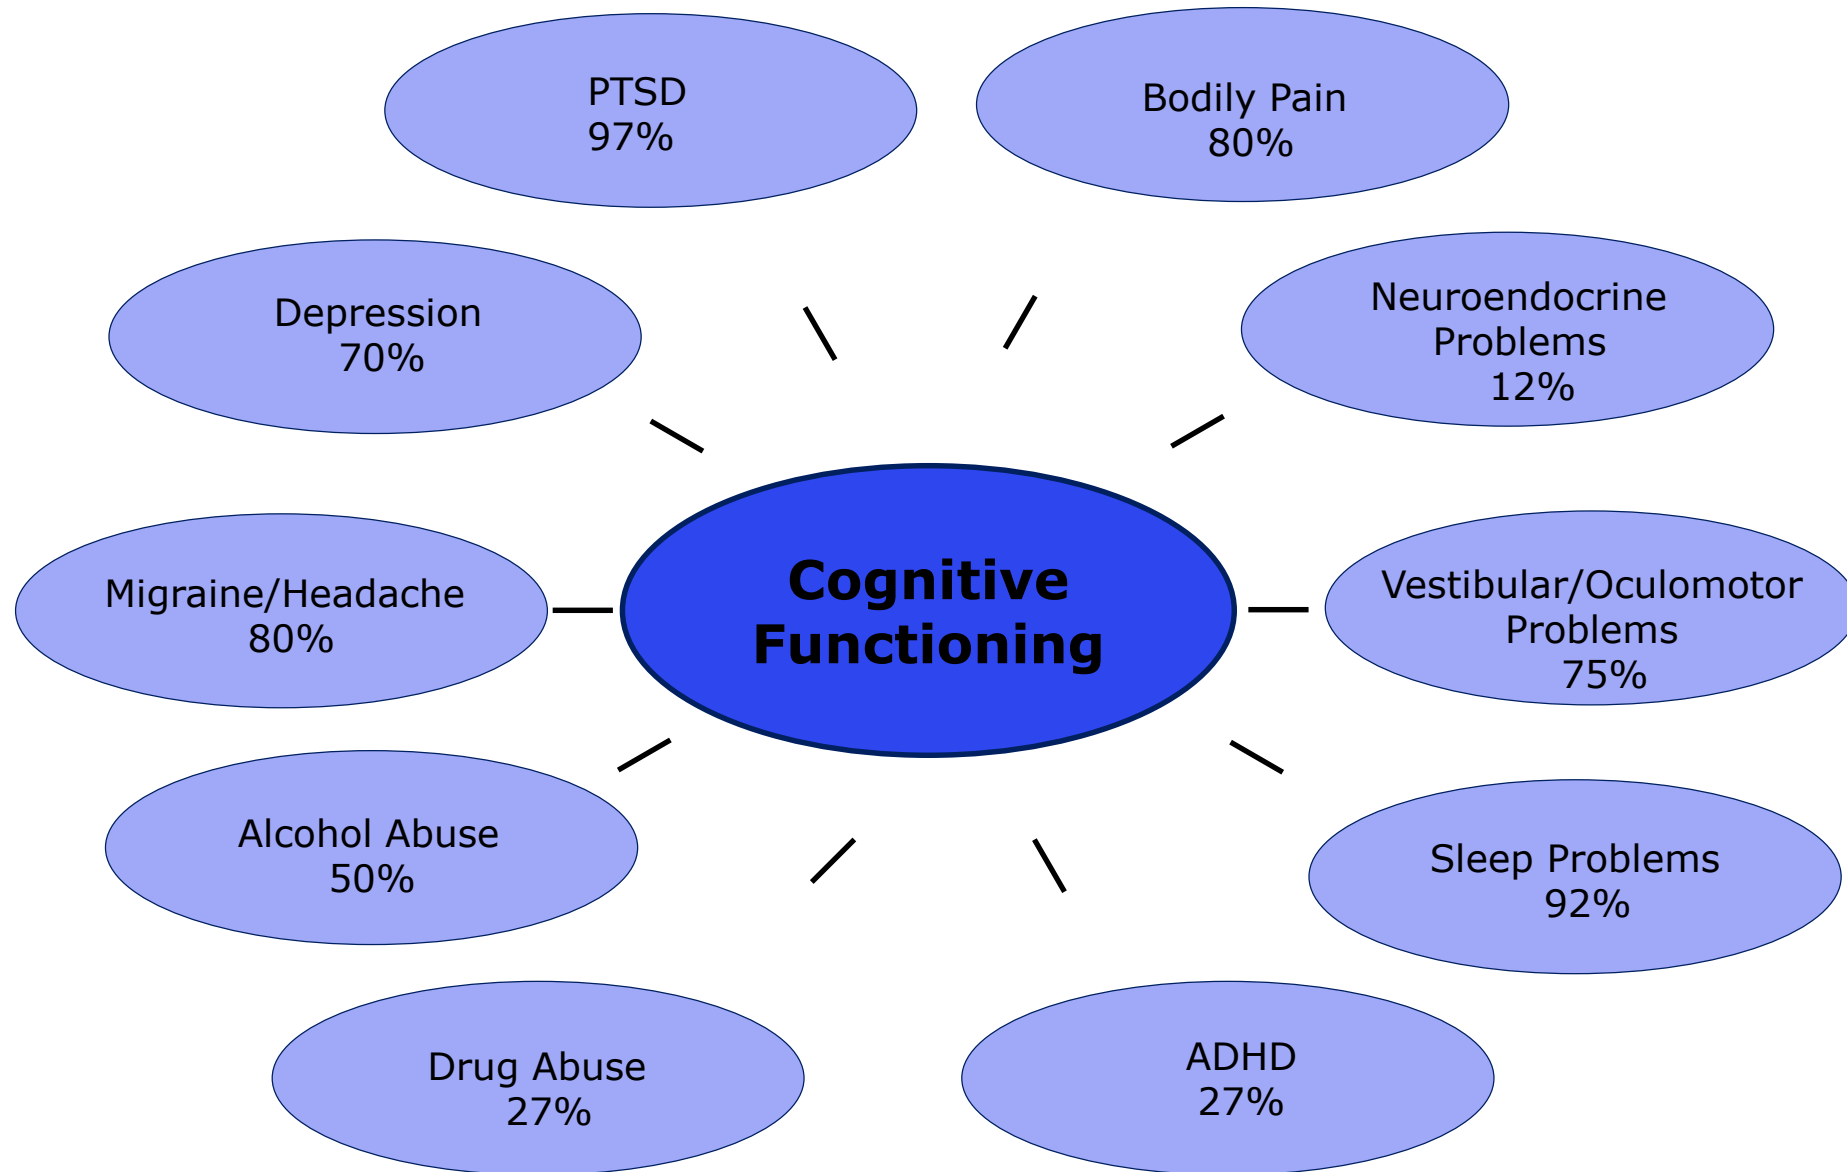 PTSD
97%
Bodily Pain
80%
Depression
70%
Neuroendocrine
Problems
12%
Migraine/Headache
80%
Cognitive
Functioning
Vestibular/Oculomotor
Problems
75%
Alcohol Abuse
50%
Sleep Problems
92%
Drug Abuse
27%
ADHD
27%